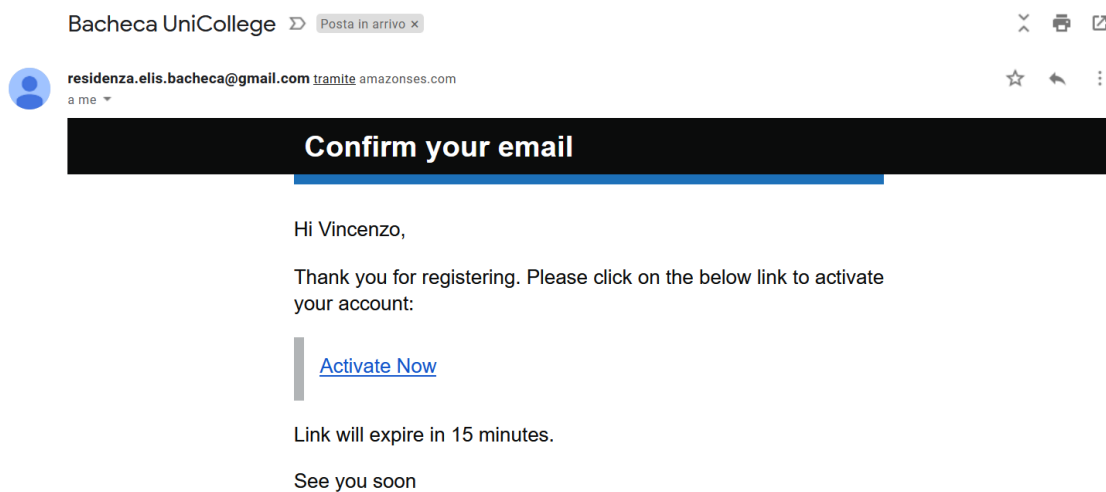 Bacheca UniCollege Posta in arrivo ×
residenza.elis.bacheca@gmail.com tramite amazonses.com
a me
Confirm your email
Hi Vincenzo,
Thank you for registering. Please click on the below link to activate
your account:
Activate Now
Link will expire in 15 minutes.
See you soon